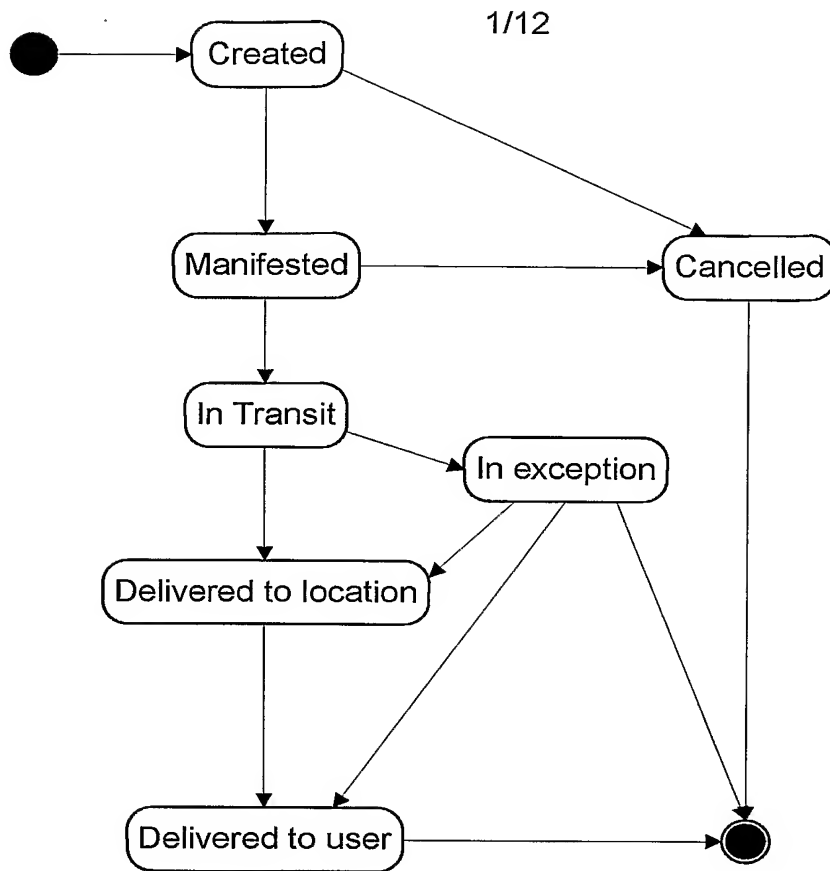 1/12
Created
Manifested
Cancelled
In Transit
In exception
Delivered to location
Delivered to user